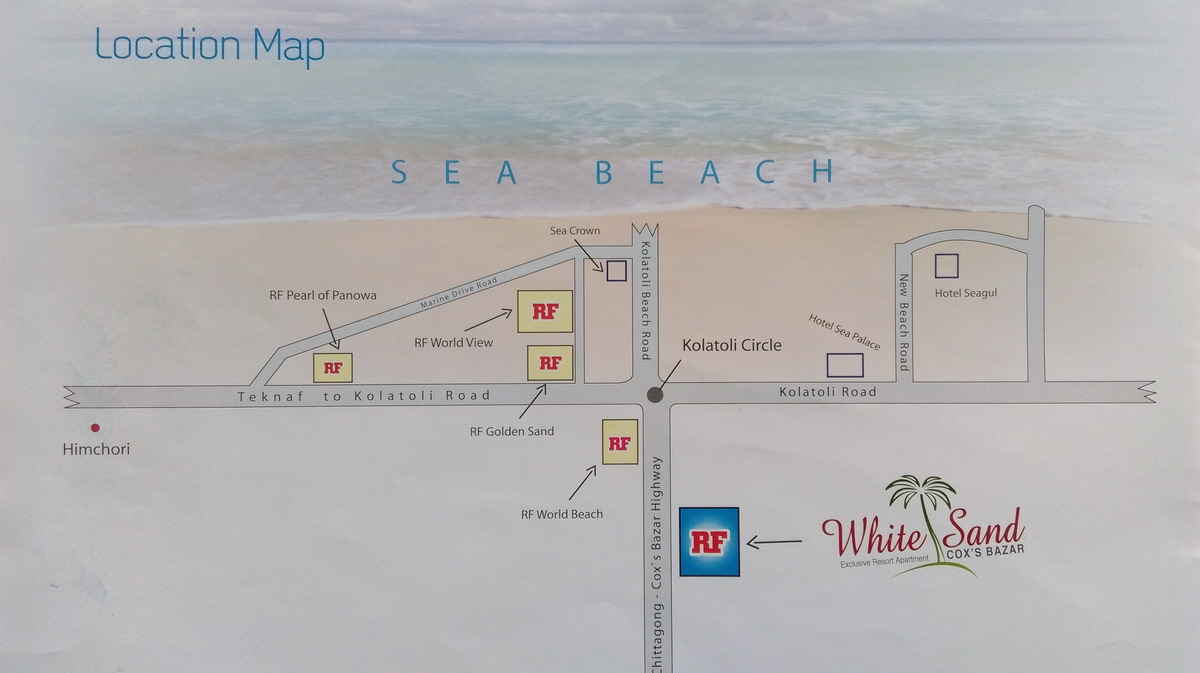 Location Map
SEA BEACH
Sea Crown
Kolatoli Beach Road
RF Pearl of Panowa
Marine Drive Road
RF
RF World View
RF
RF
RF Golden Sand
Teknaf to Kolatoli Road
Kolatoli Circle
Hotel Sea Palace
New Beach Road
Hotel Seagul
Kolatoli Road
Himchori
RF
RF World Beach
Chittagong - Cox's Bazar Highway
RF
White Sand
COX'S BAZAR
Exclusive Resort Apartment